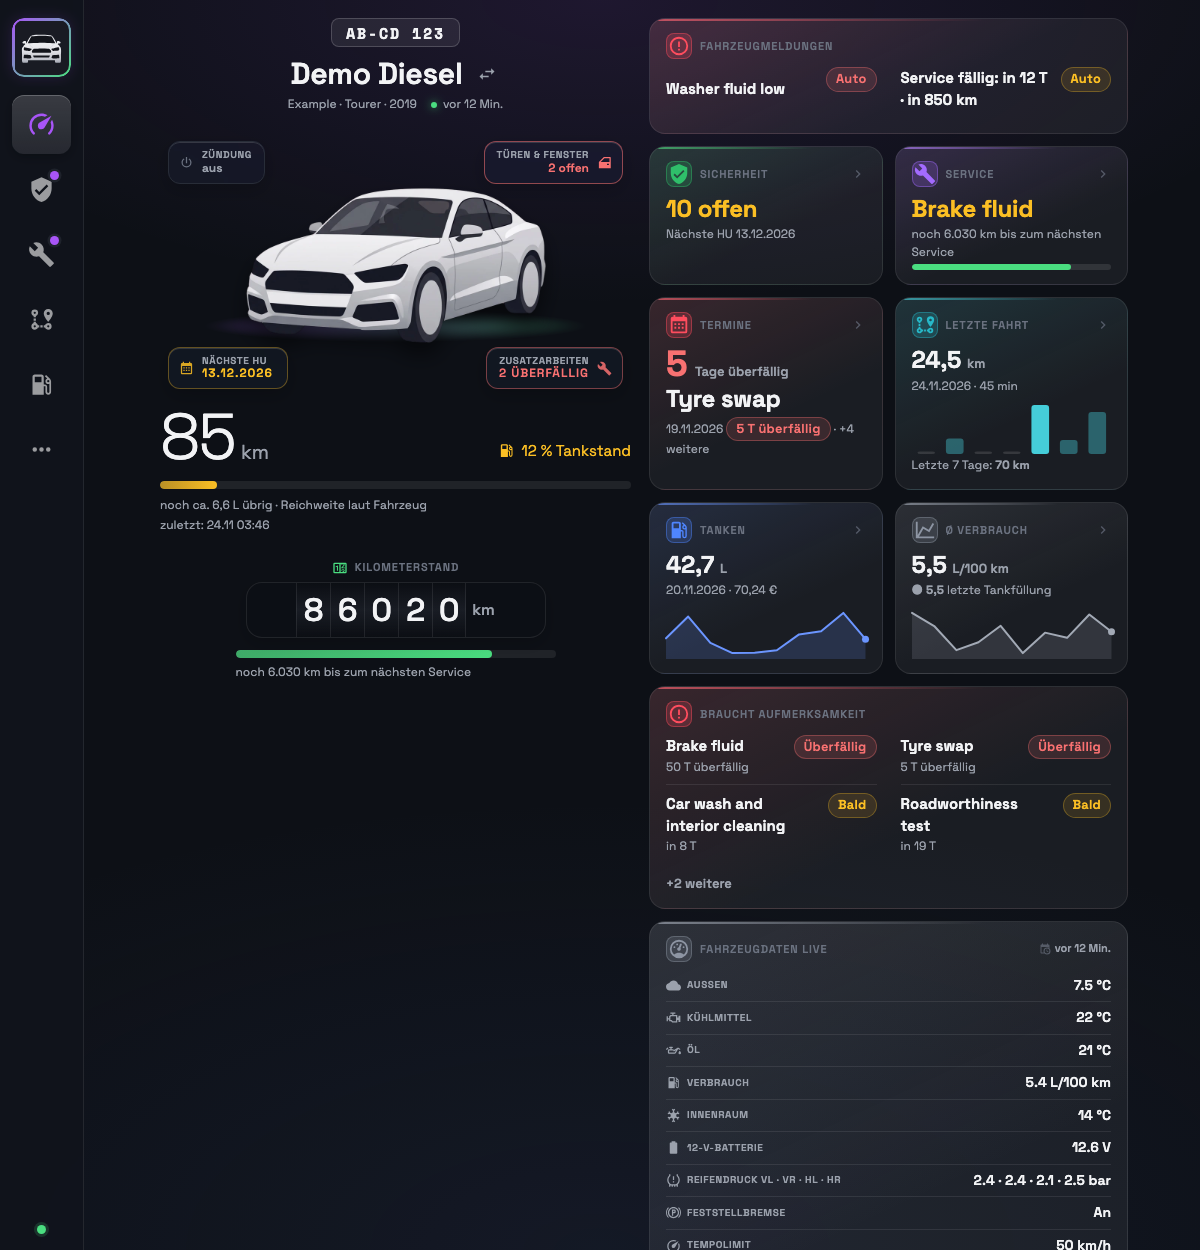 AB-CD 123
Demo Diesel
Example · Tourer · 2019 vor 12 Min.
ZÜNDUNG
aus
TÜREN & FENSTER
2 offen
NÄCHSTE HU
13.12.2026
ZUSATZARBEITEN
2 ÜBERFÄLLIG
85 km
12 % Tankstand
noch ca. 6,6 L übrig · Reichweite laut Fahrzeug
zuletzt: 24.11 03:46
KILOMETERSTAND
86020 km
noch 6.030 km bis zum nächsten Service
FAHRZEUGMELDUNGEN
Washer fluid low Auto
Service fällig: in 12 T Auto
· in 850 km
SICHERHEIT
10 offen
Nächste HU 13.12.2026
SERVICE
Brake fluid
noch 6.030 km bis zum nächsten
Service
TERMINE
5 Tage überfällig
Tyre swap
19.11.2026 5 T überfällig · +4
weitere
LETZTE FAHRT
24,5 km
24.11.2026 · 45 min
Letzte 7 Tage: 70 km
TANKEN
42,7 L
20.11.2026 · 70,24 €
Ø VERBRAUCH
5,5 L/100 km
5,5 letzte Tankfüllung
BRAUCHT AUFMERKSAMKEIT
Brake fluid Überfällig
50 T überfällig
Tyre swap Überfällig
5 T überfällig
Car wash and Bald
interior cleaning
in 8 T
Roadworthiness Bald
test
in 19 T
+2 weitere
FAHRZEUGDATEN LIVE vor 12 Min.
AUSSEN 7.5 °C
KÜHLMITTEL 22 °C
ÖL 21 °C
VERBRAUCH 5.4 L/100 km
INNENRAUM 14 °C
12-V-BATTERIE 12.6 V
REIFENDRUCK VL · VR · HL · HR 2.4 · 2.4 · 2.1 · 2.5 bar
FESTSTELLBREMSE An
TEMPOLIMIT 50 km/h